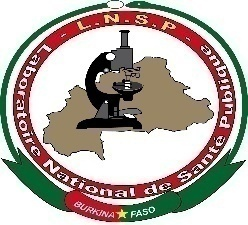 - L.N.S.P -
Laboratoire National de Santé Publique
BURKINA FASO